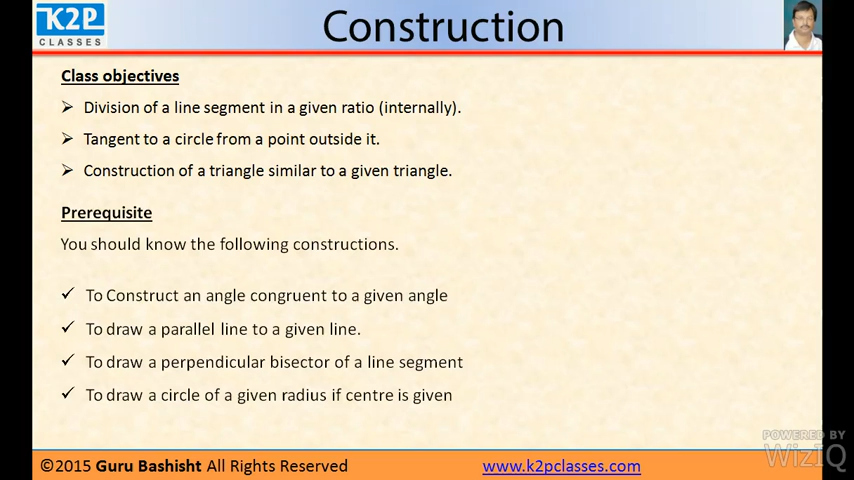 K2P
CLASSES
Construction
Class objectives
➢ Division of a line segment in a given ratio (internally).
➢ Tangent to a circle from a point outside it.
➢ Construction of a triangle similar to a given triangle.
Prerequisite
You should know the following constructions.
✓ To Construct an angle congruent to a given angle
✓ To draw a parallel line to a given line.
✓ To draw a perpendicular bisector of a line segment
✓ To draw a circle of a given radius if centre is given
POWERED BY
WizIQ
©2015 Guru Bashisht All Rights Reserved www.k2pclasses.com